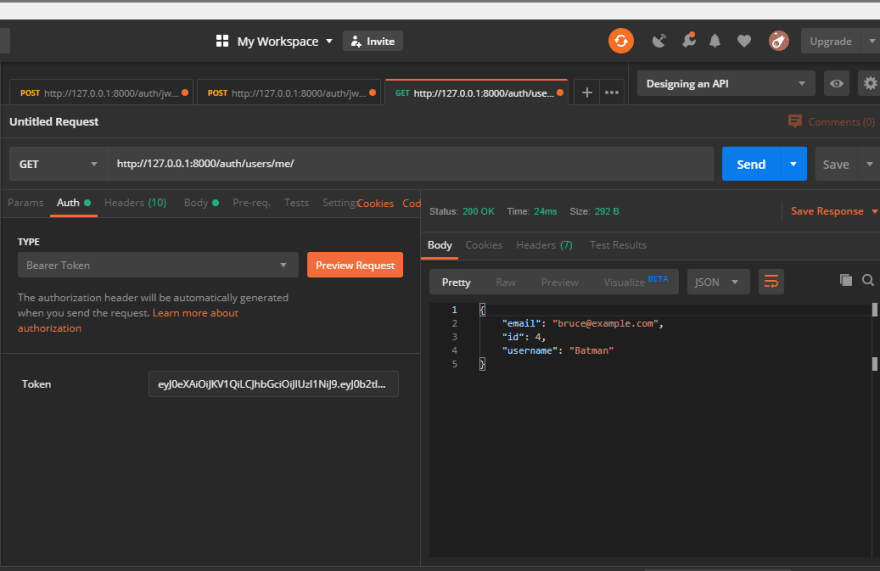 My Workspace Invite Upgrade
POST http://127.0.0.1:8000/auth/jw... POST http://127.0.0.1:8000/auth/jw... GET http://127.0.0.1:8000/auth/use... + ... Designing an API
Untitled Request Comments (0)
GET http://127.0.0.1:8000/auth/users/me/ Send Save
Params Auth Headers (10) Body Pre-req. Tests Settings Cookies Cod
Status: 200 OK Time: 24ms Size: 292 B Save Response
TYPE
Bearer Token Preview Request
The authorization header will be automatically generated
when you send the request. Learn more about
authorization
Token eyJ0eXAiOiJKV1QiLCJhbGciOiJIUzI1NiJ9.eyJ0b2tl...
Body Cookies Headers (7) Test Results
Pretty Raw Preview Visualize BETA JSON
1 {
2 "email": "bruce@example.com",
3 "id": 4,
4 "username": "Batman"
5 }